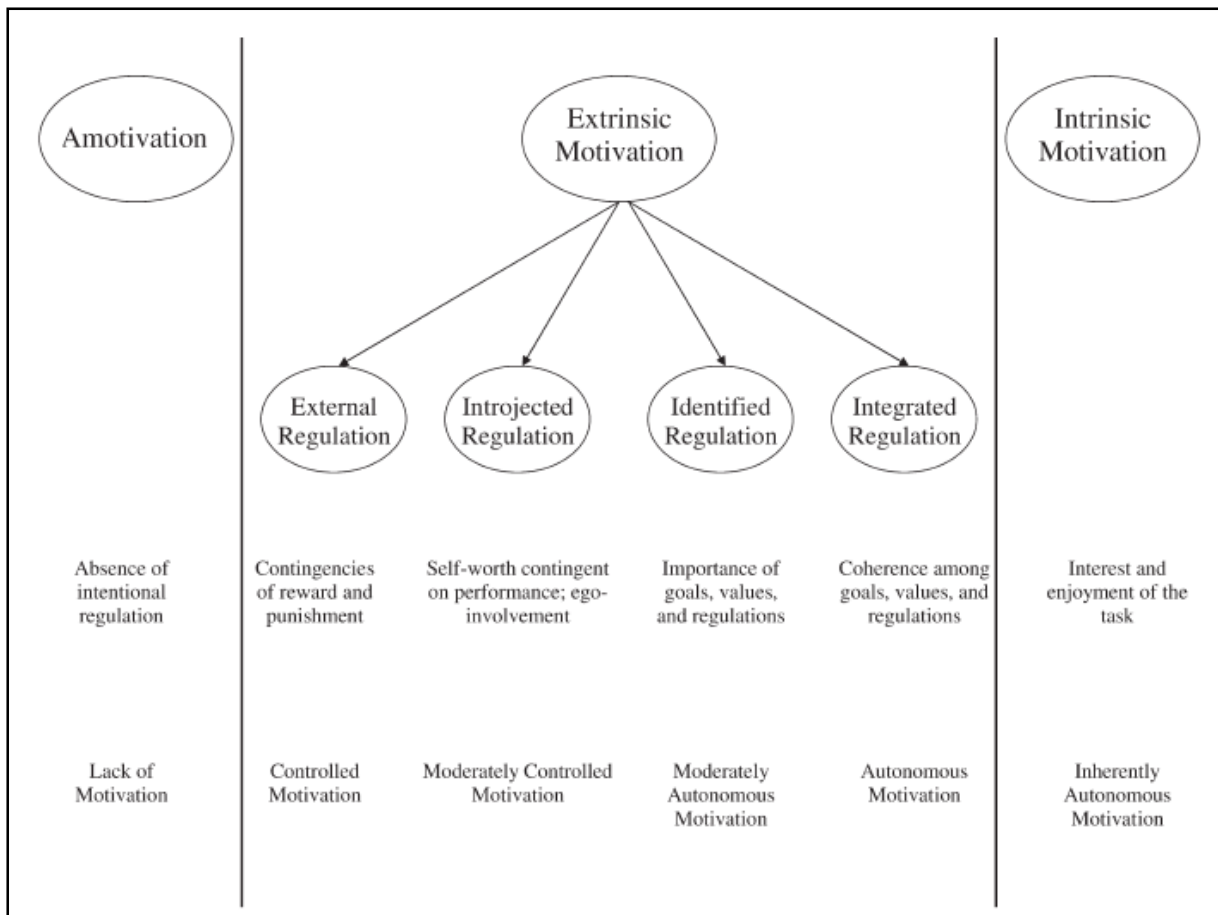 Amotivation
Extrinsic
Motivation
Intrinsic
Motivation
External
Regulation
Introjected
Regulation
Identified
Regulation
Integrated
Regulation
Absence of
intentional
regulation
Contingencies
of reward and
punishment
Self-worth contingent
on performance; ego-
involvement
Importance of
goals, values,
and regulations
Coherence among
goals, values, and
regulations
Interest and
enjoyment of the
task
Lack of
Motivation
Controlled
Motivation
Moderately Controlled
Motivation
Moderately
Autonomous
Motivation
Autonomous
Motivation
Inherently
Autonomous
Motivation